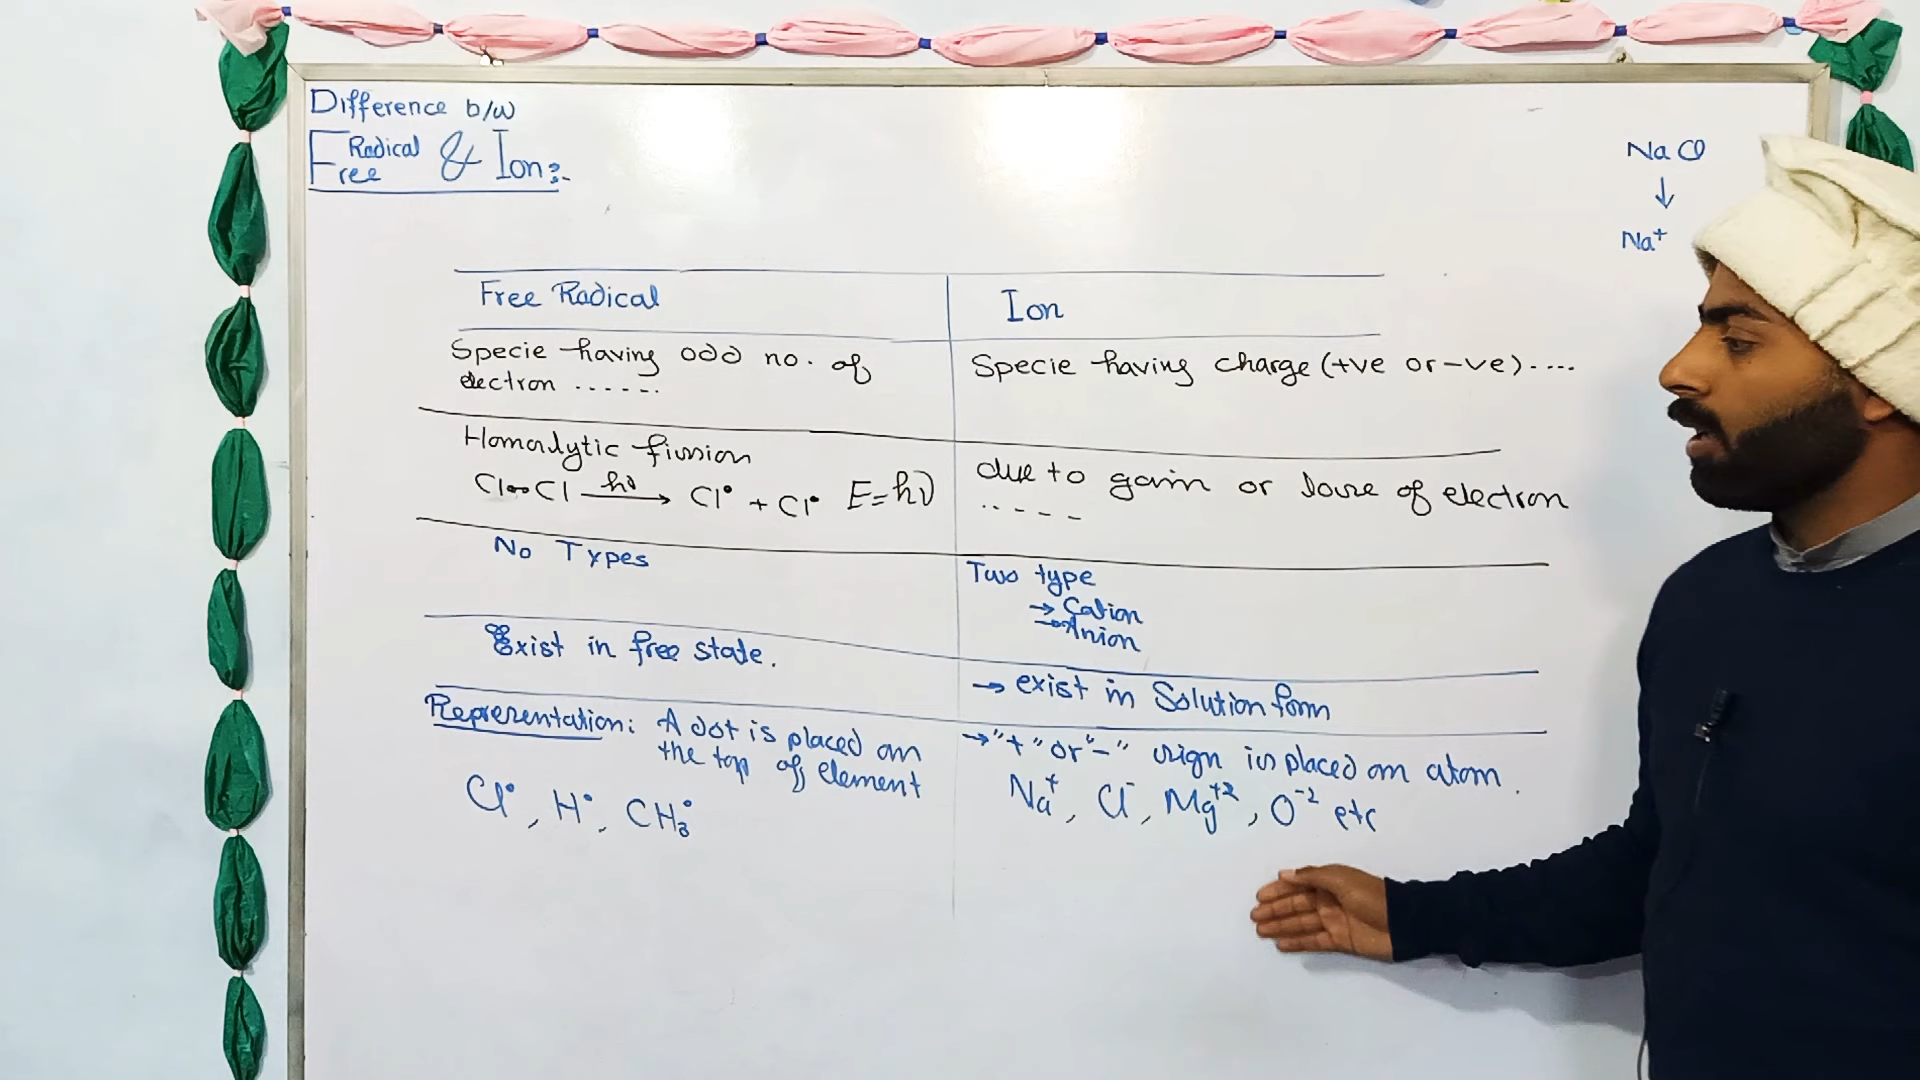 Difference b/w
Free Radical & Ion:-
Na Cl
↓
Na⁺
Free Radical
Ion
Specie having odd no. of
electron ......
Specie having charge (+ve or -ve)....
Homolytic fission
Cl••Cl —hν→ Cl• + Cl• E=hν
due to gain or loose of electron
.....
No Types
Two type
→ Cation
→ Anion
Exist in free state.
→ exist in Solution form
Representation: A dot is placed on
the top of element
Cl•, H•, CH₃•
→ "+" or "-" sign is placed on atom.
Na⁺, Cl⁻, Mg⁺², O⁻² etc